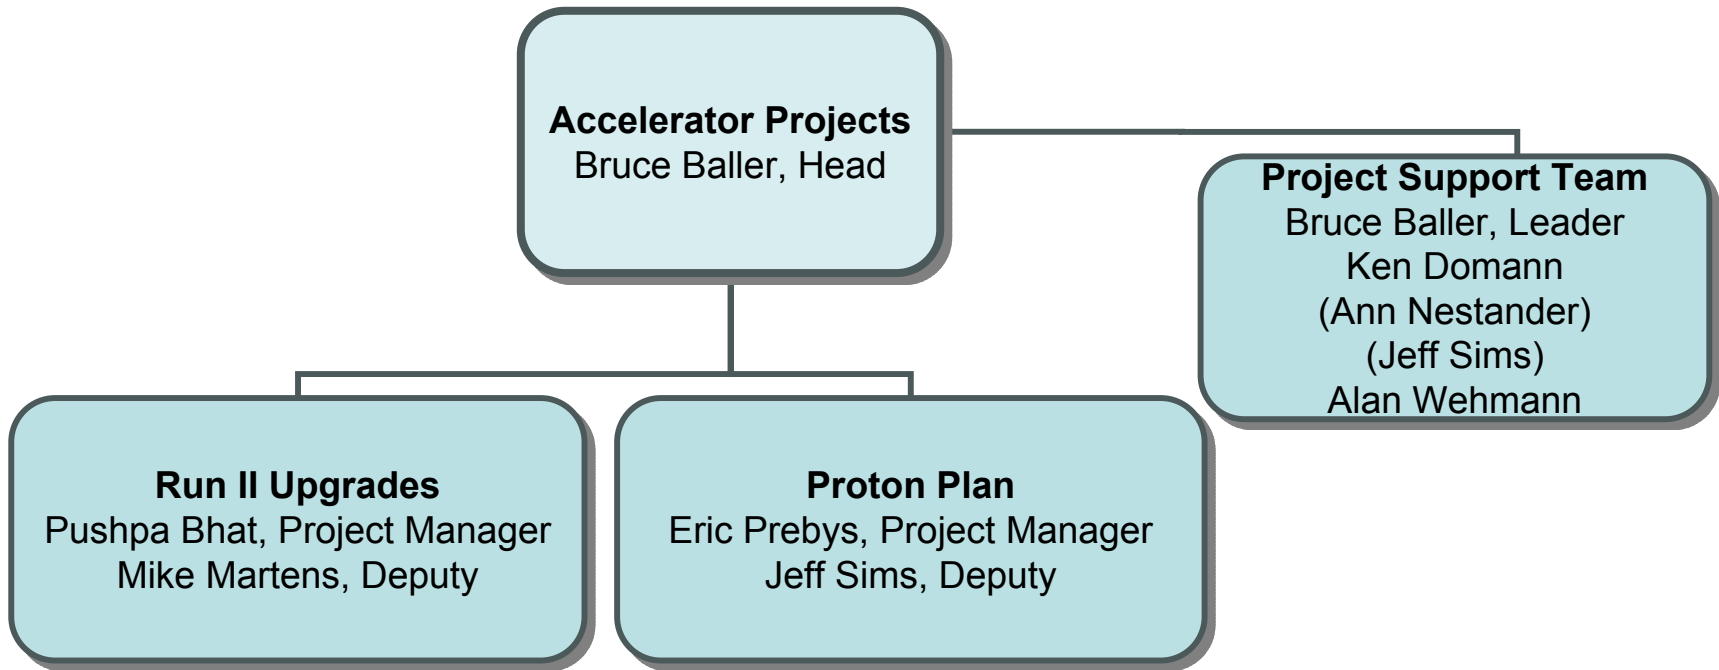 Accelerator Projects
Bruce Baller, Head
Project Support Team
Bruce Baller, Leader
Ken Domann
(Ann Nestander)
(Jeff Sims)
Alan Wehmann
Run II Upgrades
Pushpa Bhat, Project Manager
Mike Martens, Deputy
Proton Plan
Eric Prebys, Project Manager
Jeff Sims, Deputy